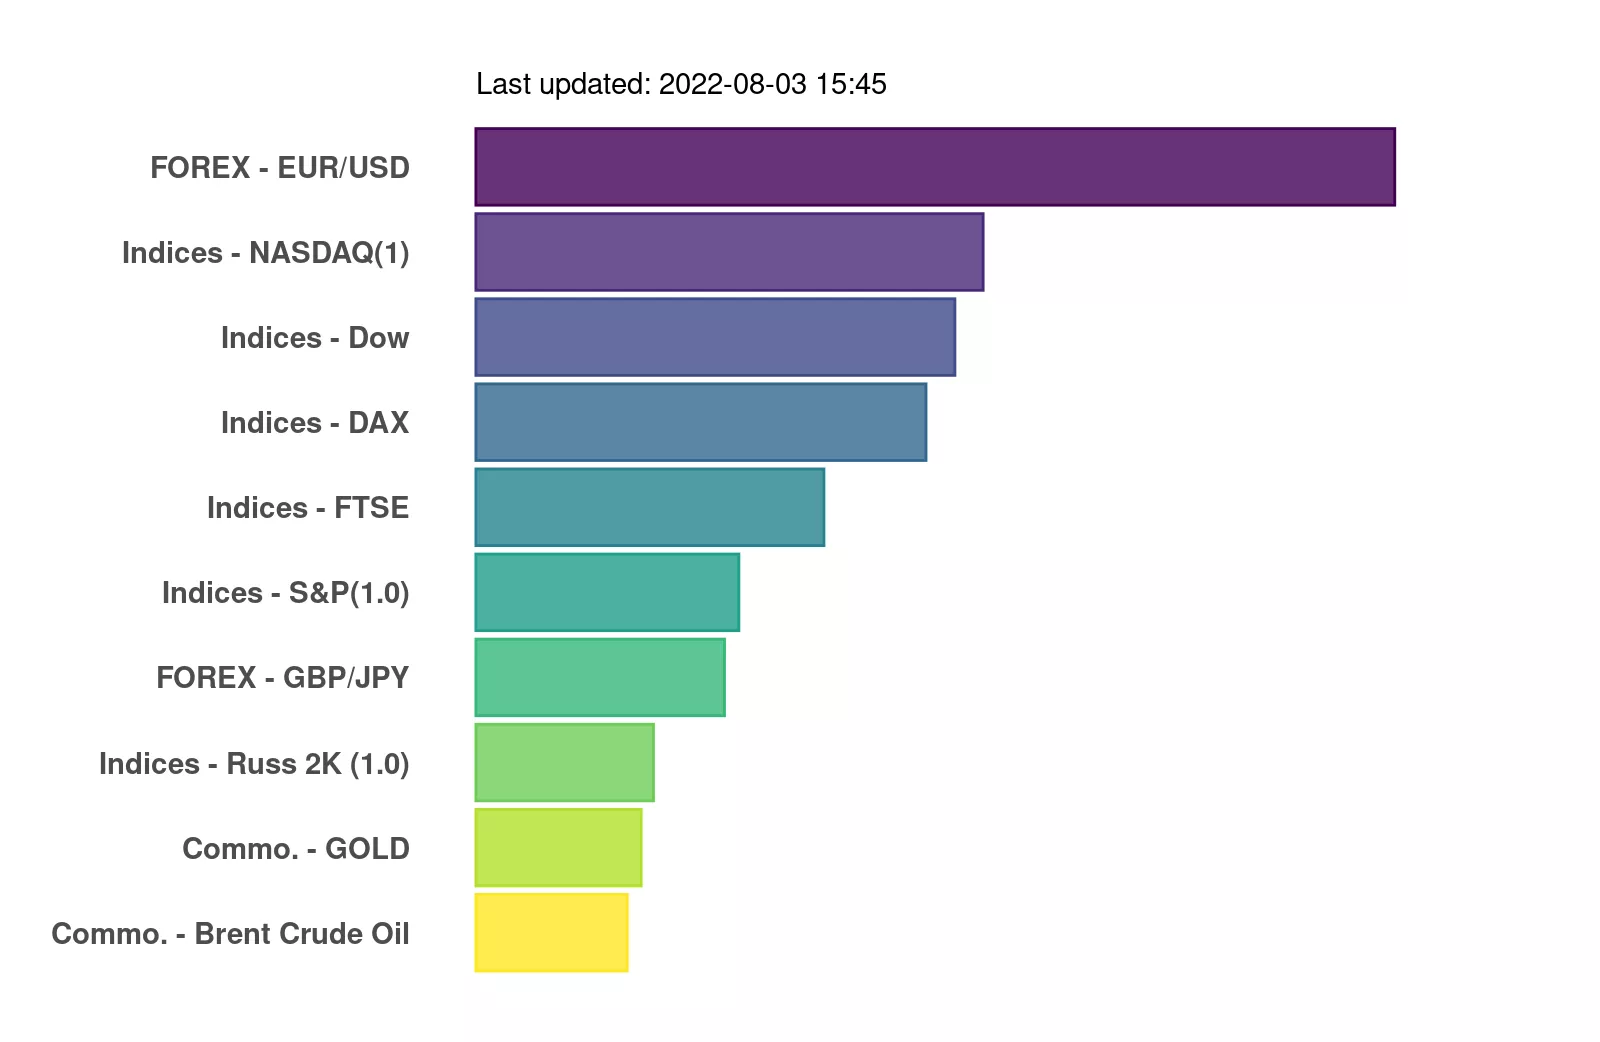 Last updated: 2022-08-03 15:45
FOREX - EUR/USD
Indices - NASDAQ(1)
Indices - Dow
Indices - DAX
Indices - FTSE
Indices - S&P(1.0)
FOREX - GBP/JPY
Indices - Russ 2K (1.0)
Commo. - GOLD
Commo. - Brent Crude Oil